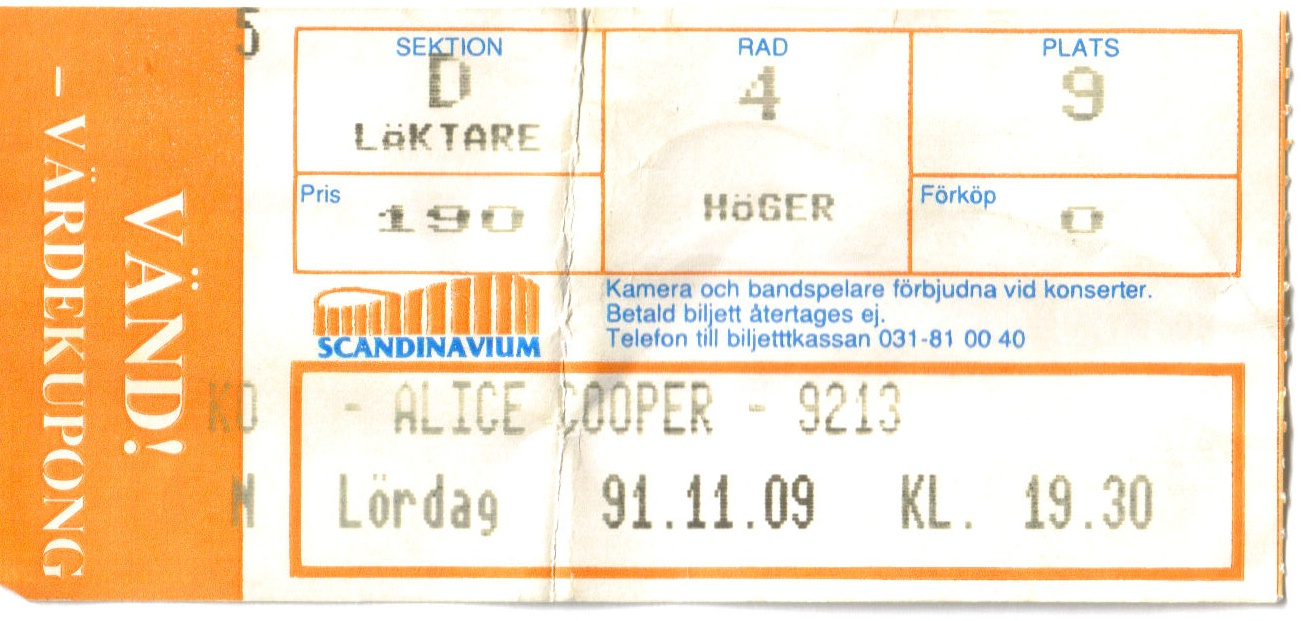 – VÄRDEKUPONG
VÄND!
5
SEKTION
D
LäKTARE
RAD
4
HöGER
PLATS
9
Pris
190
Förköp
0
SCANDINAVIUM
Kamera och bandspelare förbjudna vid konserter.
Betald biljett återtages ej.
Telefon till biljetttkassan 031-81 00 40
KO - ALICE COOPER - 9213
N Lördag 91.11.09 KL. 19.30